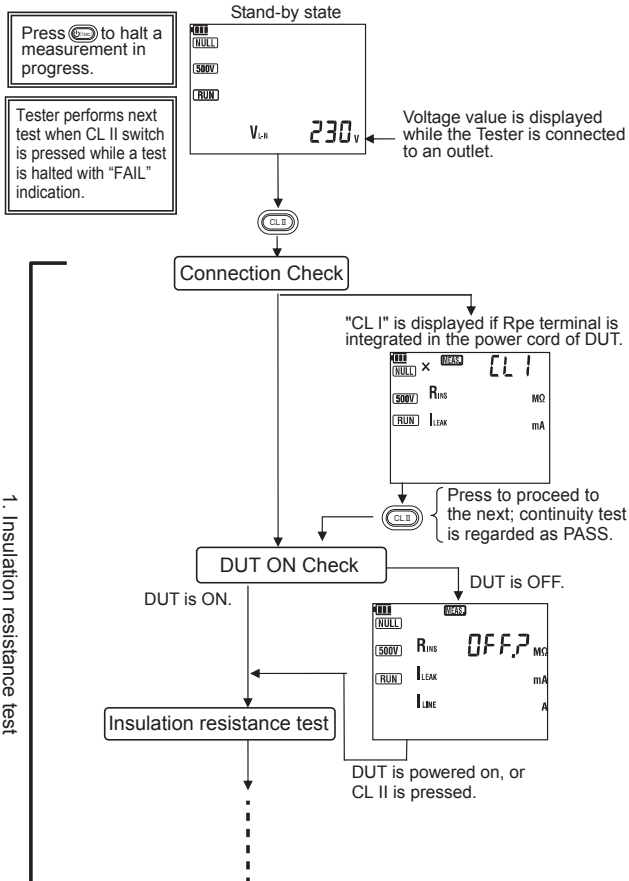 Stand-by state
Press to halt a
measurement in
progress.
Tester performs next
test when CL II switch
is pressed while a test
is halted with “FAIL”
indication.
NULL
500V
RUN
VL-N 230 V
Voltage value is displayed
while the Tester is connected
to an outlet.
CL II
Connection Check
"CL I" is displayed if Rpe terminal is
integrated in the power cord of DUT.
NULL × MEAS. CL I
500V RINS MΩ
RUN ILEAK mA
CL II
Press to proceed to
the next; continuity test
is regarded as PASS.
DUT ON Check
DUT is ON.
DUT is OFF.
MEAS.
NULL
500V RINS OFF.? MΩ
RUN ILEAK mA
ILINE A
Insulation resistance test
DUT is powered on, or
CL II is pressed.
1. Insulation resistance test